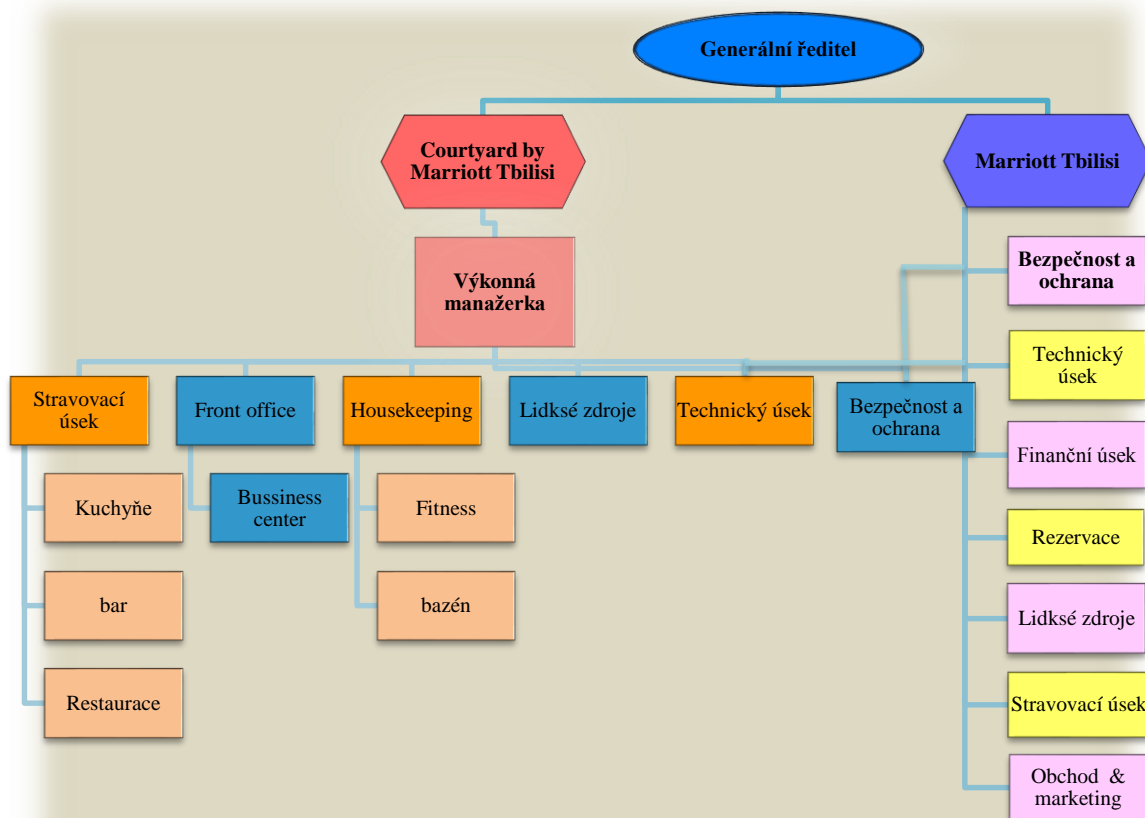 Generální ředitel
Courtyard by
Marriott Tbilisi
Marriott Tbilisi
Výkonná
manažerka
Bezpečnost a
ochrana
Technický
úsek
Stravovací
úsek
Front office
Housekeeping
Lidksé zdroje
Technický úsek
Bezpečnost a
ochrana
Finanční úsek
Kuchyňe
Bussiness
center
Fitness
Rezervace
bar
bazén
Lidksé zdroje
Restaurace
Stravovací úsek
Obchod & 
marketing